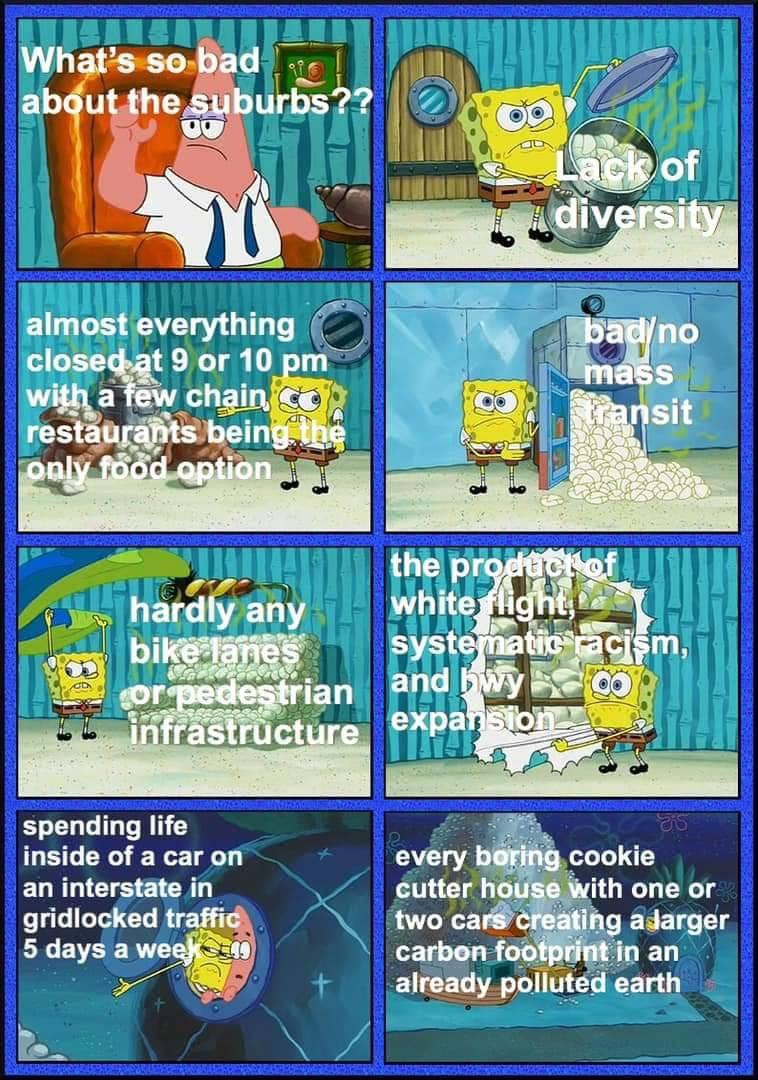 What's so bad
about the suburbs??
Lack of
diversity
almost everything
closed at 9 or 10 pm
with a few chain
restaurants being the
only food option
bad/no
mass
transit
hardly any
bike lanes
or pedestrian
infrastructure
the product of
white flight,
systematic racism,
and hwy
expansion
spending life
inside of a car on
an interstate in
gridlocked traffic
5 days a week
every boring cookie
cutter house with one or
two cars creating a larger
carbon footprint in an
already polluted earth